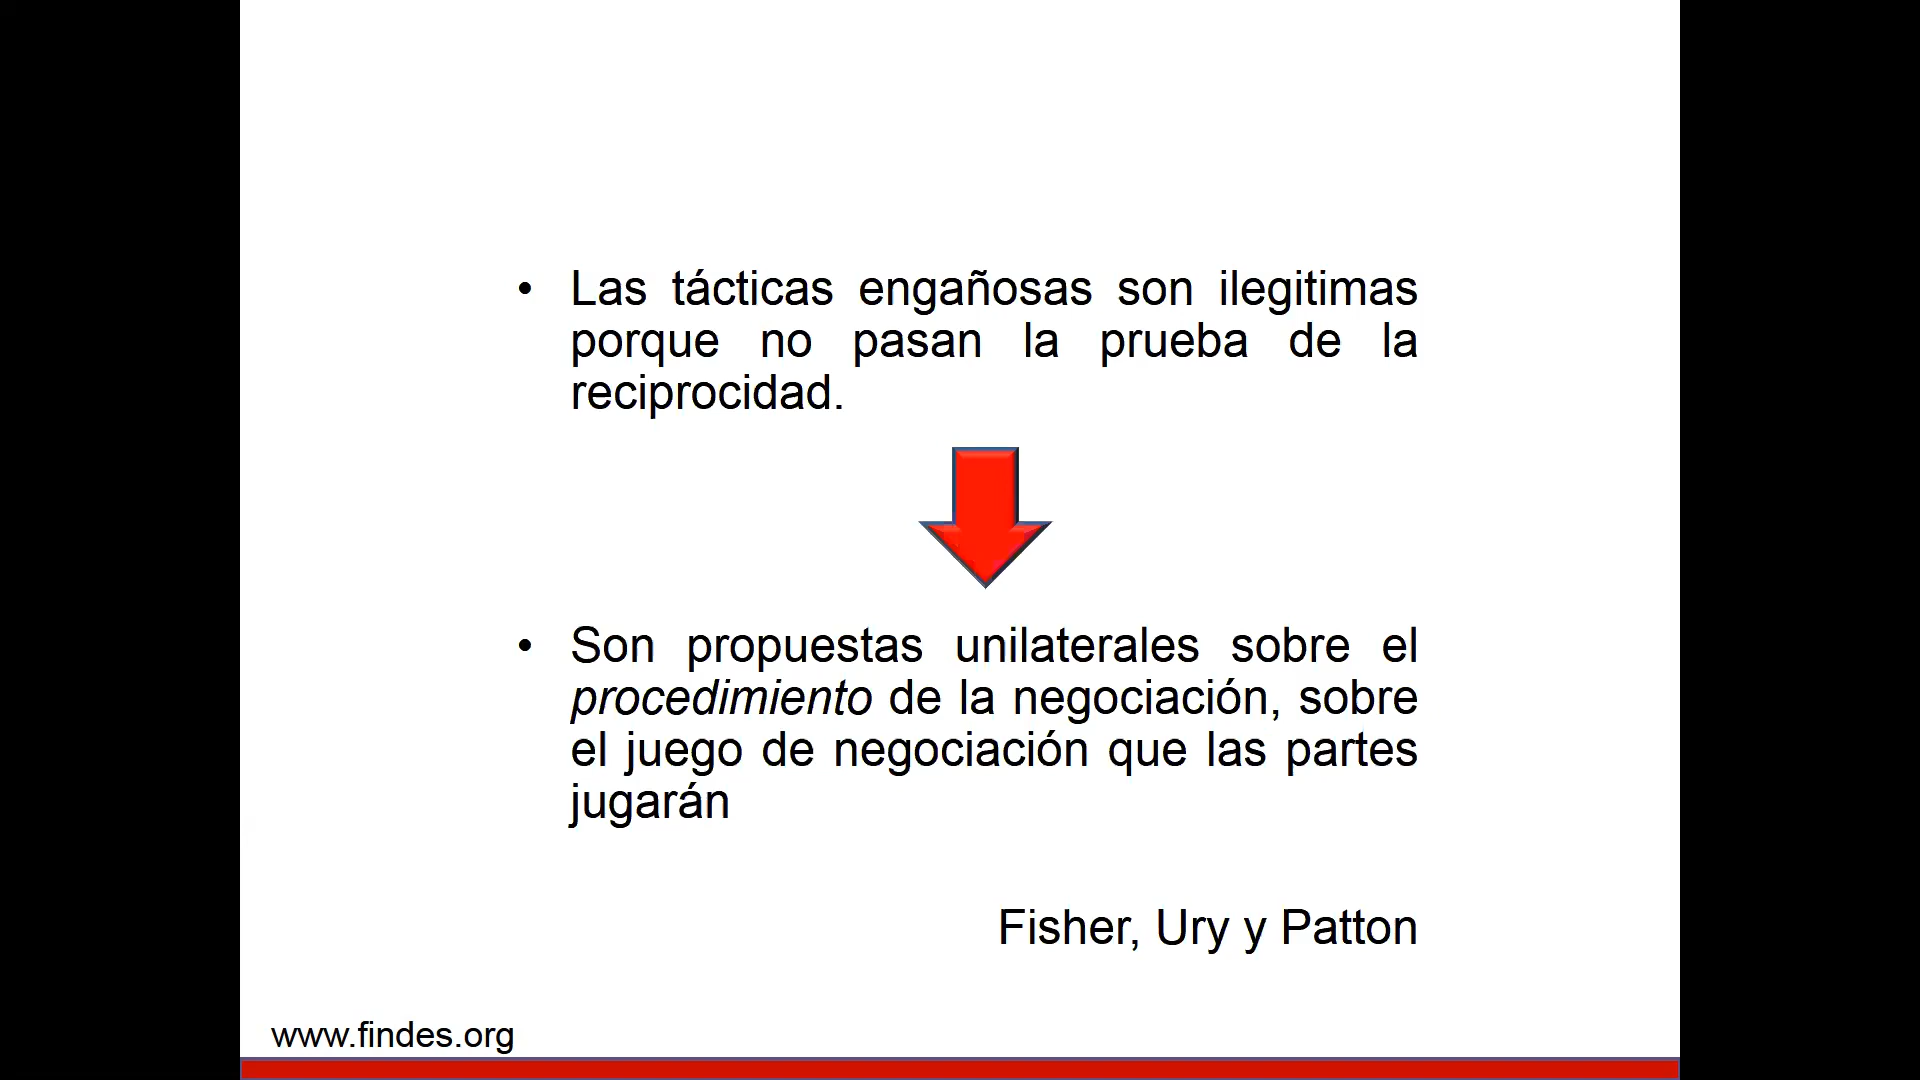 • Las tácticas engañosas son ilegitimas
porque no pasan la prueba de la
reciprocidad.
• Son propuestas unilaterales sobre el
procedimiento de la negociación, sobre
el juego de negociación que las partes
jugarán
Fisher, Ury y Patton
www.findes.org